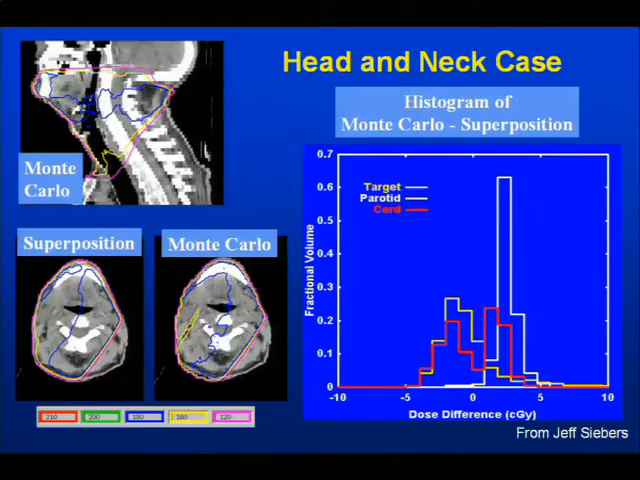 Head and Neck Case
Histogram of
Monte Carlo - Superposition
Monte
Carlo
Superposition
Monte Carlo
210
200
180
160
120
0.7
0.6
0.5
0.4
0.3
0.2
0.1
0
Fractional Volume
Target
Parotid
Cord
-10
-5
0
5
10
Dose Difference (cGy)
From Jeff Siebers